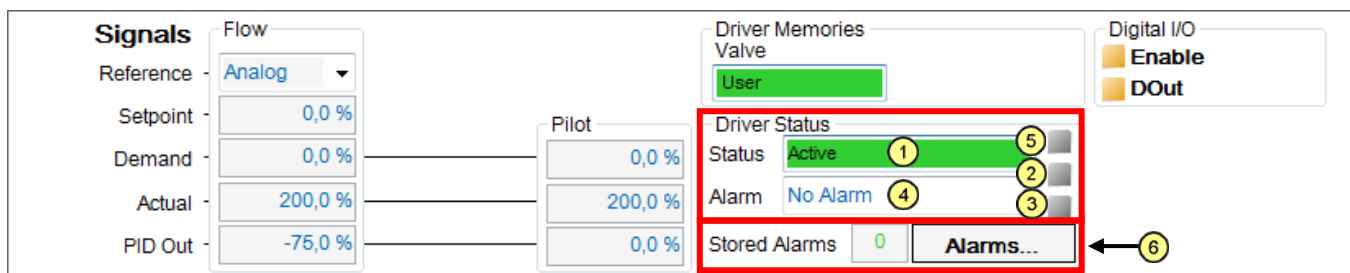 Signals
Flow
Reference - Analog
Setpoint - 0,0 %
Demand - 0,0 %
Actual - 200,0 %
PID Out - -75,0 %
Pilot
0,0 %
200,0 %
0,0 %
Driver Memories
Valve
User
Driver Status
Status Active 1 5
2
Alarm No Alarm 4 3
Stored Alarms 0 Alarms... 6
Digital I/O
Enable
DOut